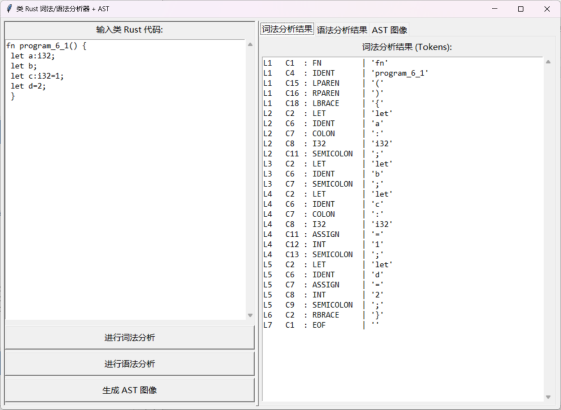 类 Rust 词法/语法分析器 + AST
输入类 Rust 代码:
fn program_6_1() {
 let a:i32;
 let b;
 let c:i32=1;
 let d=2;
 }
进行词法分析
进行语法分析
生成 AST 图像
词法分析结果 语法分析结果 AST 图像
词法分析结果 (Tokens):
L1   C1  : FN         | 'fn'
L1   C4  : IDENT      | 'program_6_1'
L1   C15 : LPAREN     | '('
L1   C16 : RPAREN     | ')'
L1   C18 : LBRACE     | '{'
L2   C2  : LET        | 'let'
L2   C6  : IDENT      | 'a'
L2   C7  : COLON      | ':'
L2   C8  : I32        | 'i32'
L2   C11 : SEMICOLON  | ';'
L3   C2  : LET        | 'let'
L3   C6  : IDENT      | 'b'
L3   C7  : SEMICOLON  | ';'
L4   C2  : LET        | 'let'
L4   C6  : IDENT      | 'c'
L4   C7  : COLON      | ':'
L4   C8  : I32        | 'i32'
L4   C11 : ASSIGN     | '='
L4   C12 : INT        | '1'
L4   C13 : SEMICOLON  | ';'
L5   C2  : LET        | 'let'
L5   C6  : IDENT      | 'd'
L5   C7  : ASSIGN     | '='
L5   C8  : INT        | '2'
L5   C9  : SEMICOLON  | ';'
L6   C2  : RBRACE     | '}'
L7   C1  : EOF        | ''